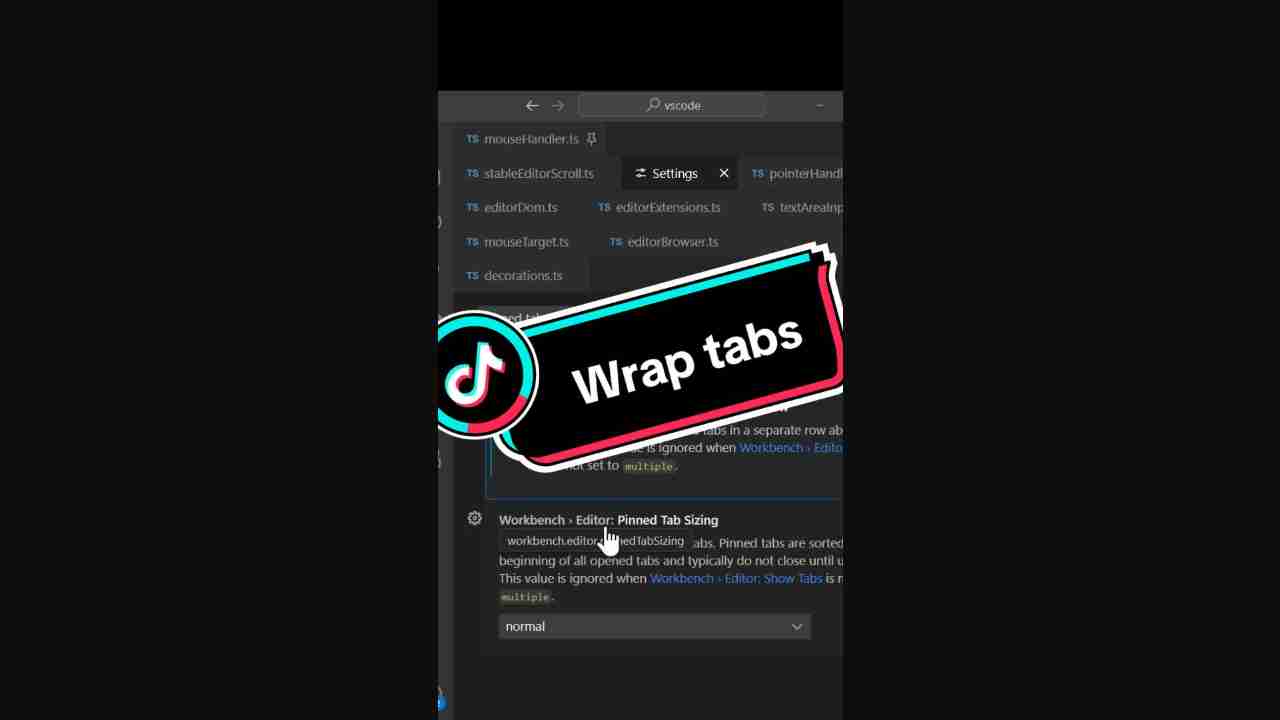 vscode
TS mouseHandler.ts
TS stableEditorScroll.ts Settings TS pointerHandl
TS editorDom.ts TS editorExtensions.ts TS textAreaInp
TS mouseTarget.ts TS editorBrowser.ts
TS decorations.ts
Wrap tabs
tabs in a separate row ab
is ignored when Workbench › Edito
not set to multiple.
Workbench › Editor: Pinned Tab Sizing
workbench.editor.pinnedTabSizing abs. Pinned tabs are sorted
beginning of all opened tabs and typically do not close until u
This value is ignored when Workbench › Editor: Show Tabs is n
multiple.
normal